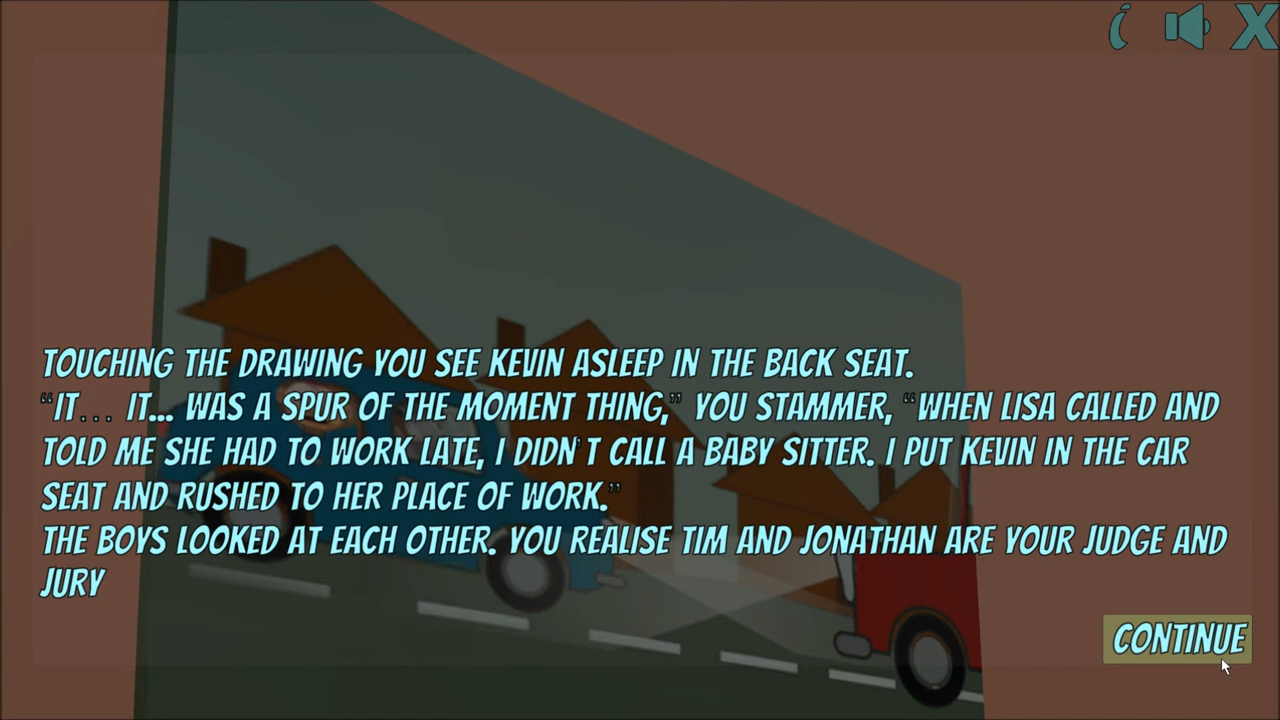 TOUCHING THE DRAWING YOU SEE KEVIN ASLEEP IN THE BACK SEAT.
“IT... IT... WAS A SPUR OF THE MOMENT THING,” YOU STAMMER, “WHEN LISA CALLED AND
TOLD ME SHE HAD TO WORK LATE, I DIDN'T CALL A BABY SITTER. I PUT KEVIN IN THE CAR
SEAT AND RUSHED TO HER PLACE OF WORK.”
THE BOYS LOOKED AT EACH OTHER. YOU REALISE TIM AND JONATHAN ARE YOUR JUDGE AND
JURY
CONTINUE